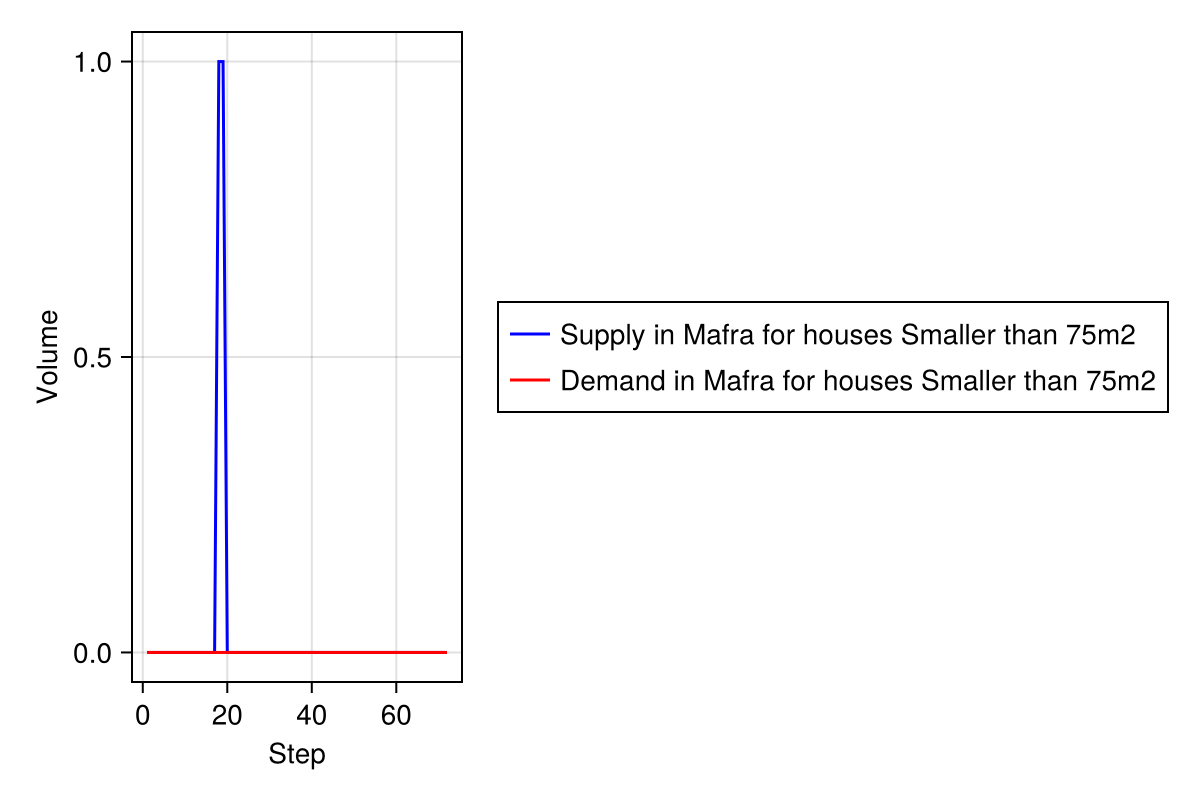 1.0
0.5
0.0
Volume
0 20 40 60
Step
Supply in Mafra for houses Smaller than 75m2
Demand in Mafra for houses Smaller than 75m2